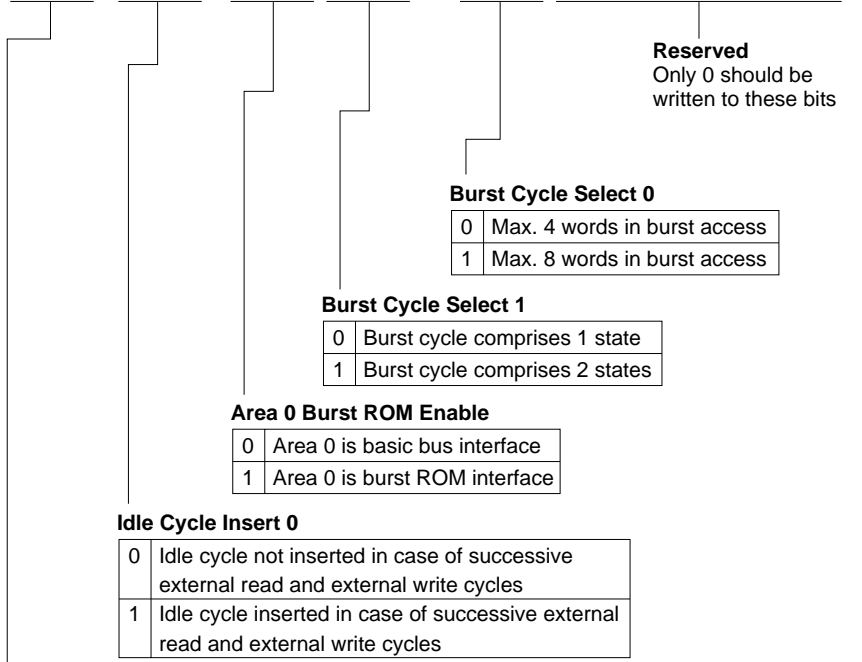 Reserved
Only 0 should be
written to these bits
Burst Cycle Select 0
0 Max. 4 words in burst access
1 Max. 8 words in burst access
Burst Cycle Select 1
0 Burst cycle comprises 1 state
1 Burst cycle comprises 2 states
Area 0 Burst ROM Enable
0 Area 0 is basic bus interface
1 Area 0 is burst ROM interface
Idle Cycle Insert 0
0 Idle cycle not inserted in case of successive
external read and external write cycles
1 Idle cycle inserted in case of successive external
read and external write cycles